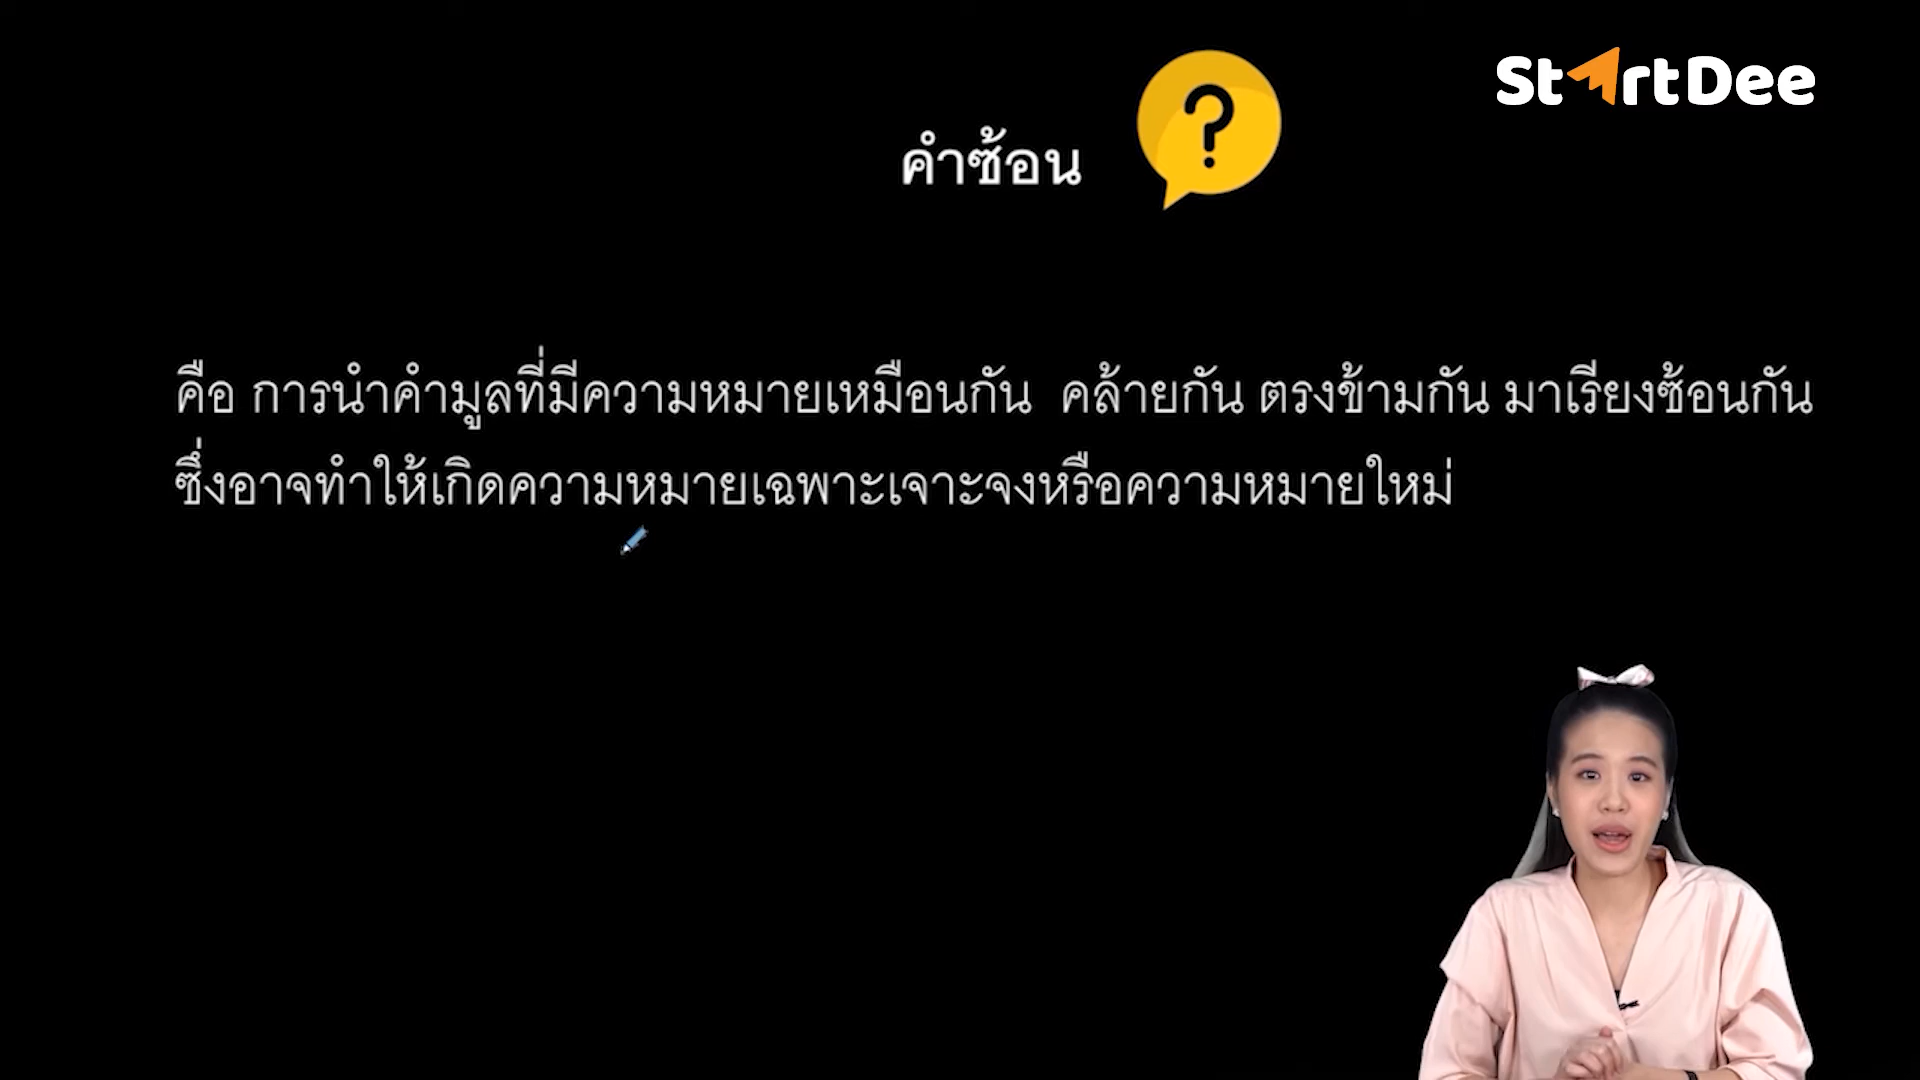 StartDee
คำซ้อน
?
คือ การนำคำมูลที่มีความหมายเหมือนกัน คล้ายกัน ตรงข้ามกัน มาเรียงซ้อนกัน
ซึ่งอาจทำให้เกิดความหมายเฉพาะเจาะจงหรือความหมายใหม่